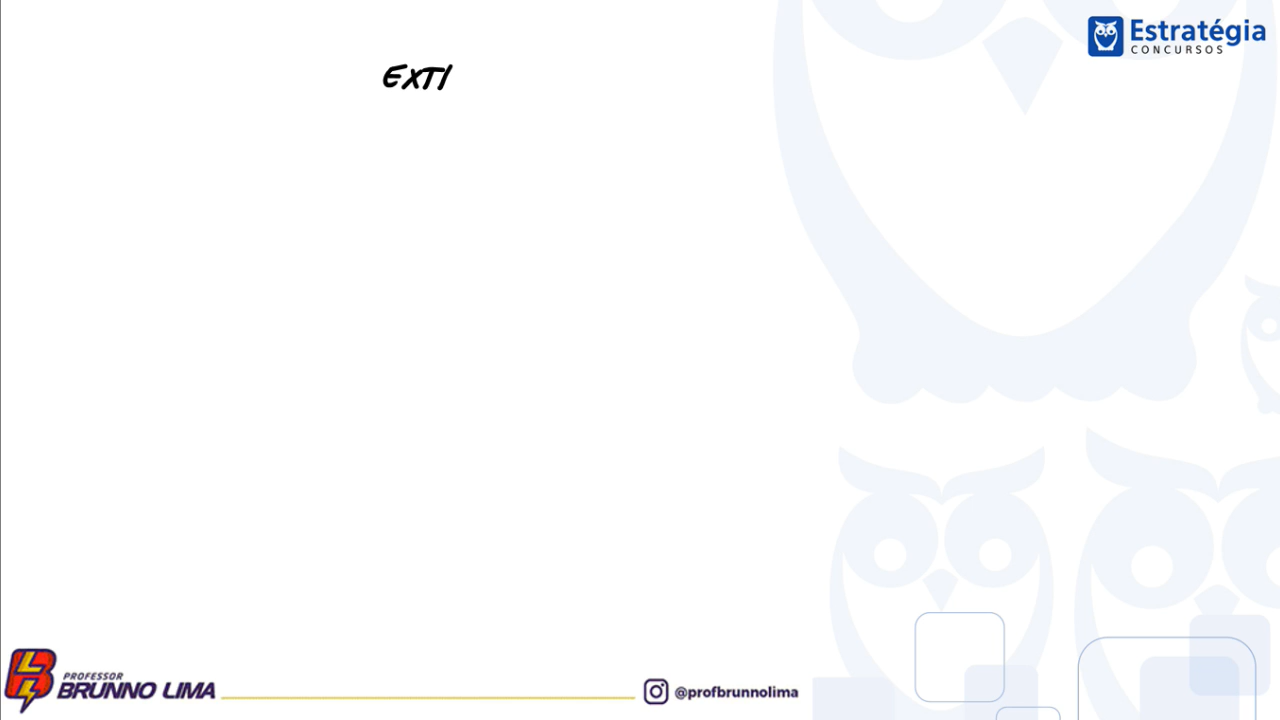 Estratégia
CONCURSOS
EXTI
PROFESSOR
BRUNNO LIMA
@profbrunnolima